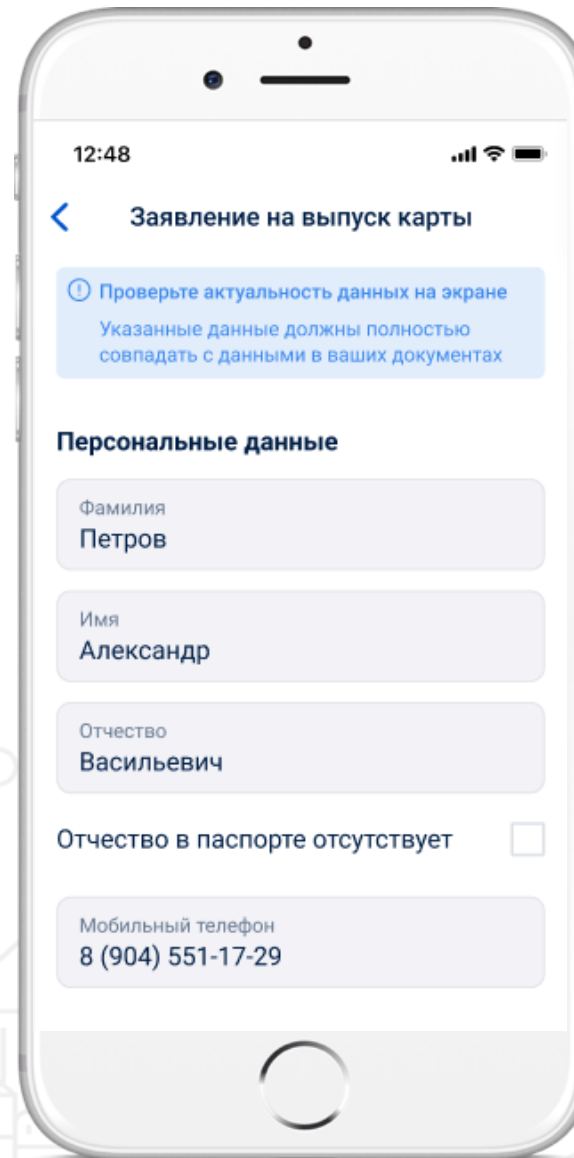 12:48
Заявление на выпуск карты
Проверьте актуальность данных на экране
Указанные данные должны полностью
совпадать с данными в ваших документах
Персональные данные
Фамилия
Петров
Имя
Александр
Отчество
Васильевич
Отчество в паспорте отсутствует
Мобильный телефон
8 (904) 551-17-29